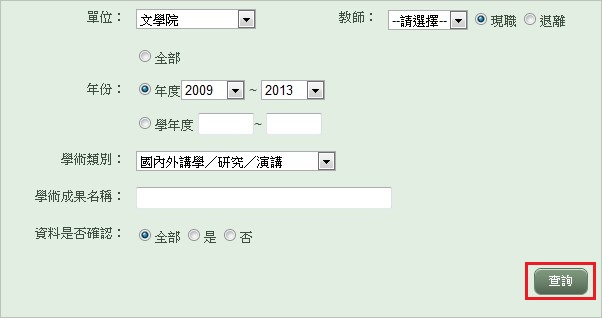 單位： 文學院 教師： --請選擇-- 現職 退離
全部
年份： 年度 2009 ~ 2013
學年度 ~
學術類別： 國內外講學／研究／演講
學術成果名稱：
資料是否確認： 全部 是 否
查詢